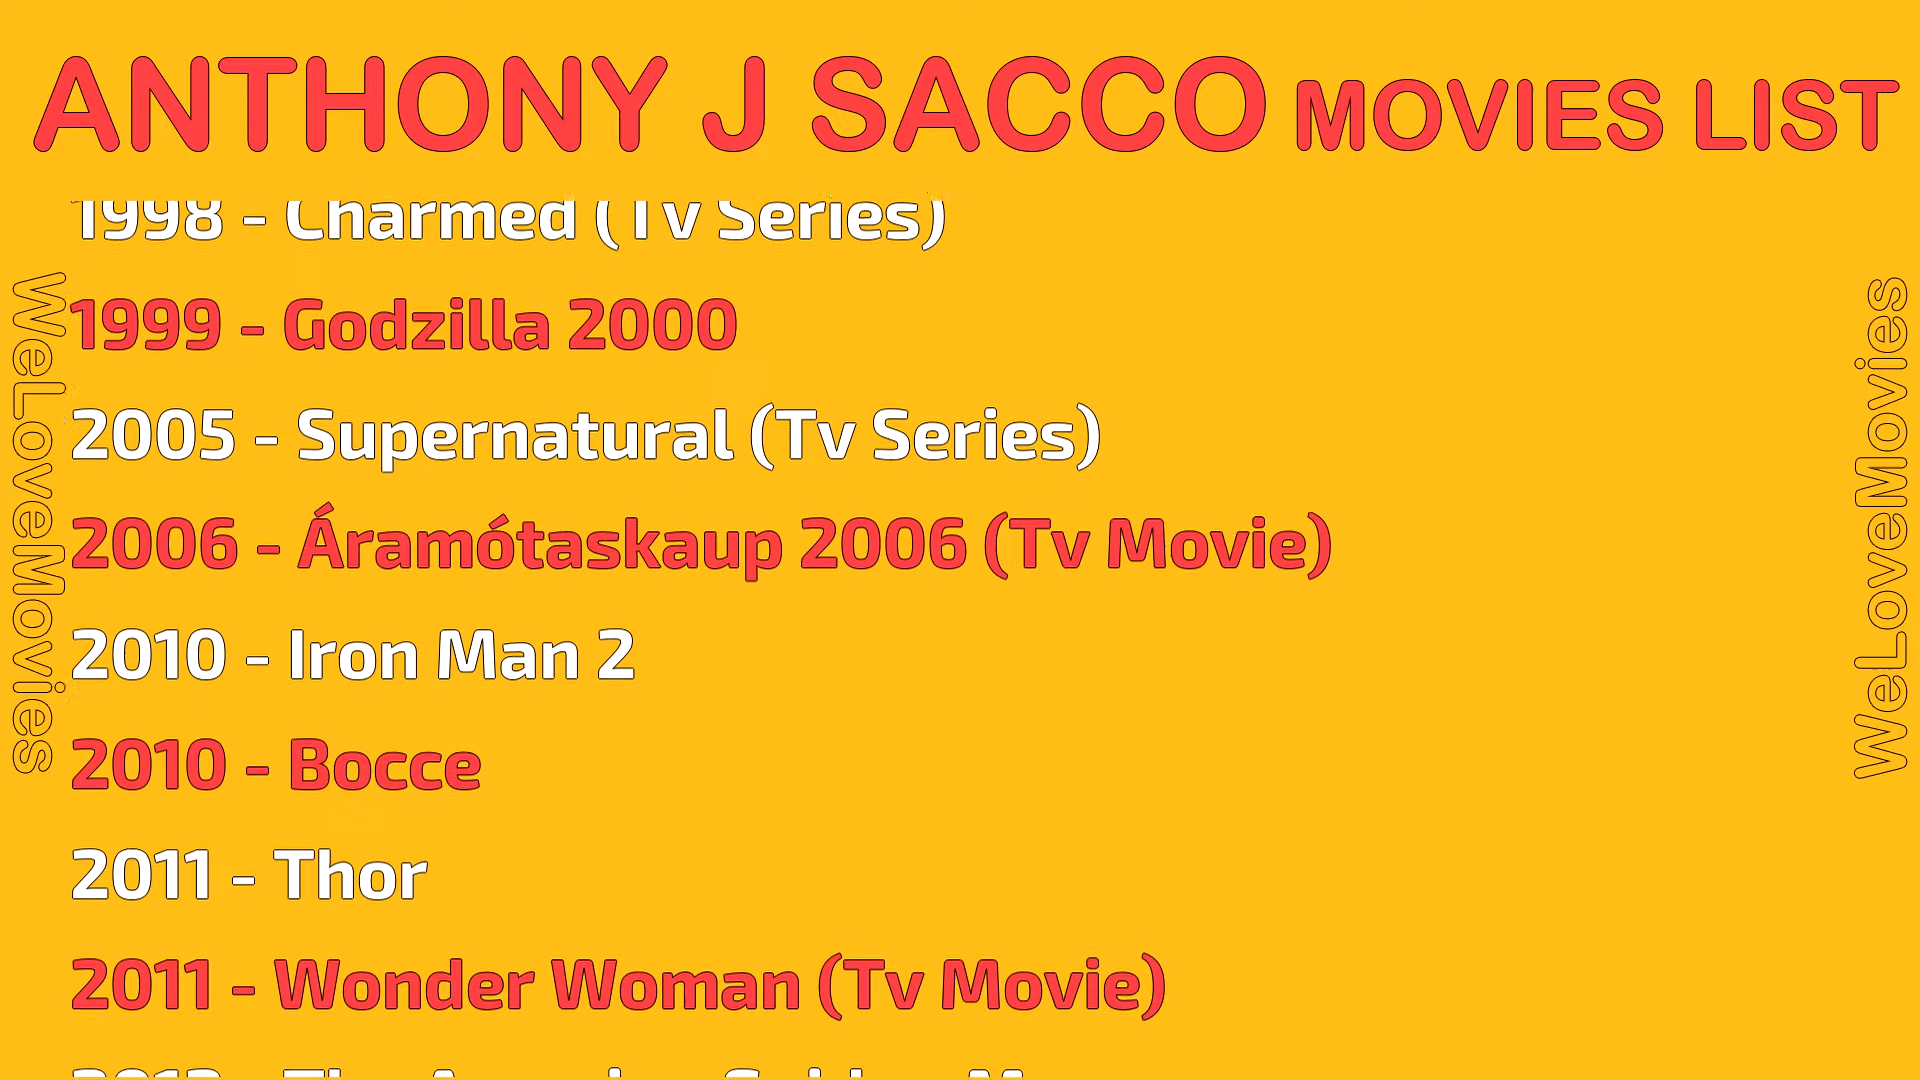 ANTHONY J SACCO MOVIES LIST
1998 - Charmed (Tv Series)
1999 - Godzilla 2000
2005 - Supernatural (Tv Series)
2006 - Áramótaskaup 2006 (Tv Movie)
2010 - Iron Man 2
2010 - Bocce
2011 - Thor
2011 - Wonder Woman (Tv Movie)
WeLoveMovies
WeLoveMovies